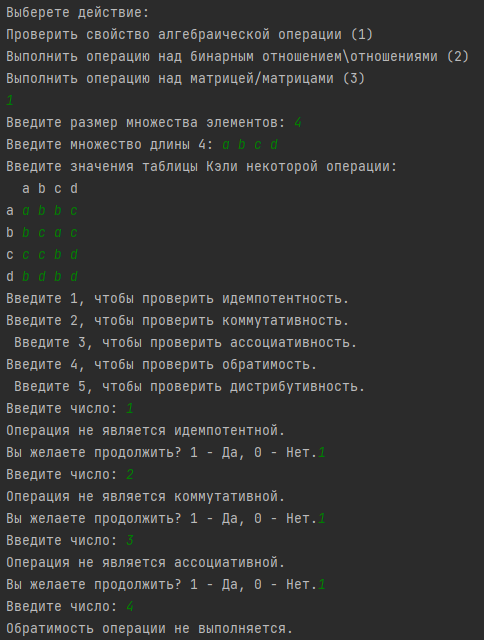 Выберете действие:
Проверить свойство алгебраической операции (1)
Выполнить операцию над бинарным отношением\отношениями (2)
Выполнить операцию над матрицей/матрицами (3)
1
Введите размер множества элементов: 4
Введите множество длины 4: a b c d
Введите значения таблицы Кэли некоторой операции:
a b c d
a a b b c
b b c a c
c c c b d
d b d b d
Введите 1, чтобы проверить идемпотентность.
Введите 2, чтобы проверить коммутативность.
Введите 3, чтобы проверить ассоциативность.
Введите 4, чтобы проверить обратимость.
Введите 5, чтобы проверить дистрибутивность.
Введите число: 1
Операция не является идемпотентной.
Вы желаете продолжить? 1 - Да, 0 - Нет.1
Введите число: 2
Операция не является коммутативной.
Вы желаете продолжить? 1 - Да, 0 - Нет.1
Введите число: 3
Операция не является ассоциативной.
Вы желаете продолжить? 1 - Да, 0 - Нет.1
Введите число: 4
Обратимость операции не выполняется.